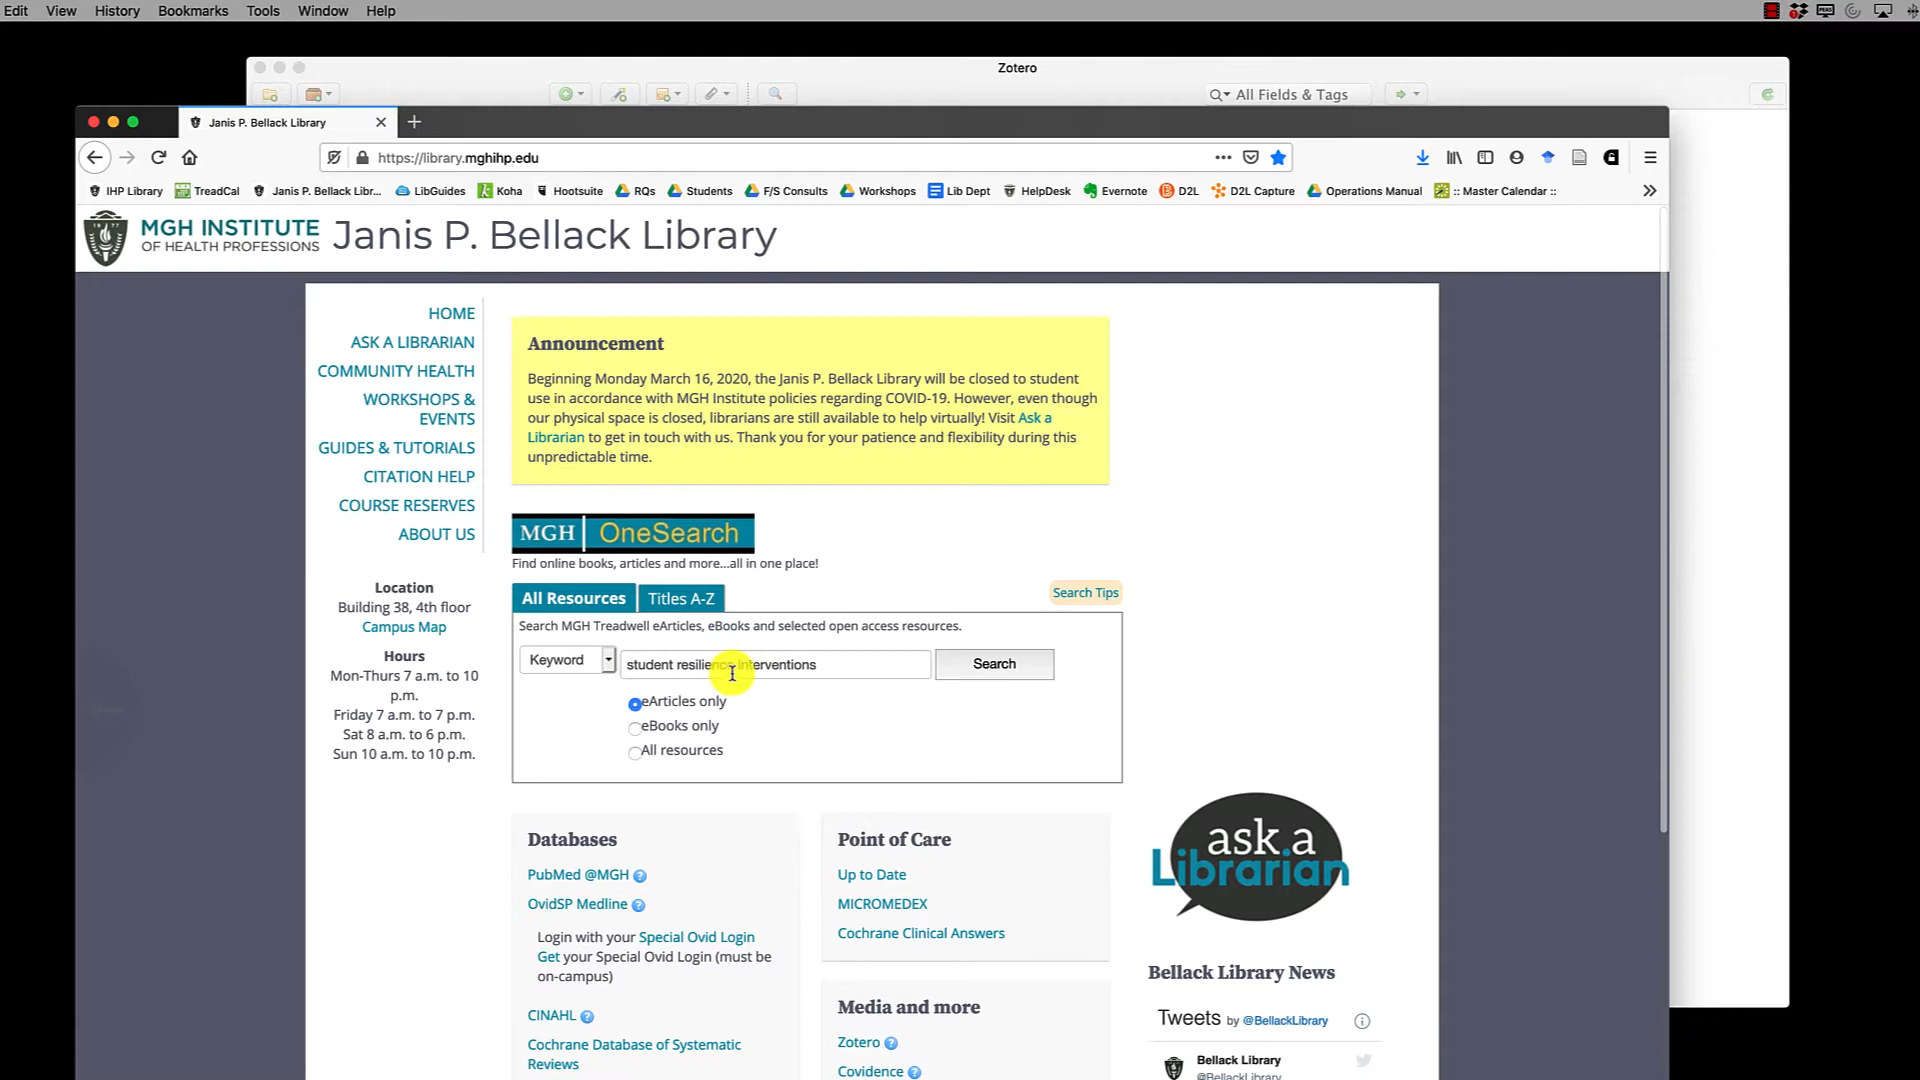 Edit View History Bookmarks Tools Window Help
Zotero
All Fields & Tags
Janis P. Bellack Library
https://library.mghihp.edu
IHP Library TreadCal Janis P. Bellack Libr... LibGuides Koha Hootsuite RQs Students F/S Consults Workshops Lib Dept HelpDesk Evernote D2L D2L Capture Operations Manual :: Master Calendar ::
MGH INSTITUTE
OF HEALTH PROFESSIONS
Janis P. Bellack Library
HOME
ASK A LIBRARIAN
COMMUNITY HEALTH
WORKSHOPS &
EVENTS
GUIDES & TUTORIALS
CITATION HELP
COURSE RESERVES
ABOUT US
Location
Building 38, 4th floor
Campus Map
Hours
Mon-Thurs 7 a.m. to 10
p.m.
Friday 7 a.m. to 7 p.m.
Sat 8 a.m. to 6 p.m.
Sun 10 a.m. to 10 p.m.
Announcement
Beginning Monday March 16, 2020, the Janis P. Bellack Library will be closed to student
use in accordance with MGH Institute policies regarding COVID-19. However, even though
our physical space is closed, librarians are still available to help virtually! Visit Ask a
Librarian to get in touch with us. Thank you for your patience and flexibility during this
unpredictable time.
MGH OneSearch
Find online books, articles and more...all in one place!
All Resources Titles A-Z
Search Tips
Search MGH Treadwell eArticles, eBooks and selected open access resources.
Keyword student resilience interventions Search
eArticles only
eBooks only
All resources
Databases
PubMed @MGH
OvidSP Medline
Login with your Special Ovid Login
Get your Special Ovid Login (must be
on-campus)
CINAHL
Cochrane Database of Systematic
Reviews
Point of Care
Up to Date
MICROMEDEX
Cochrane Clinical Answers
Media and more
Zotero
Covidence
ask a
Librarian
Bellack Library News
Tweets by @BellackLibrary
Bellack Library
@BellackLibrary